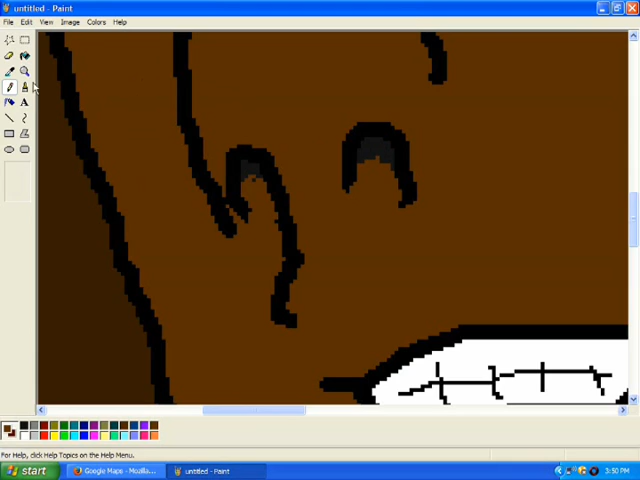 untitled - Paint
File Edit View Image Colors Help
A
For Help, click Help Topics on the Help Menu.
start Google Maps - Mozilla... untitled - Paint 3:50 PM